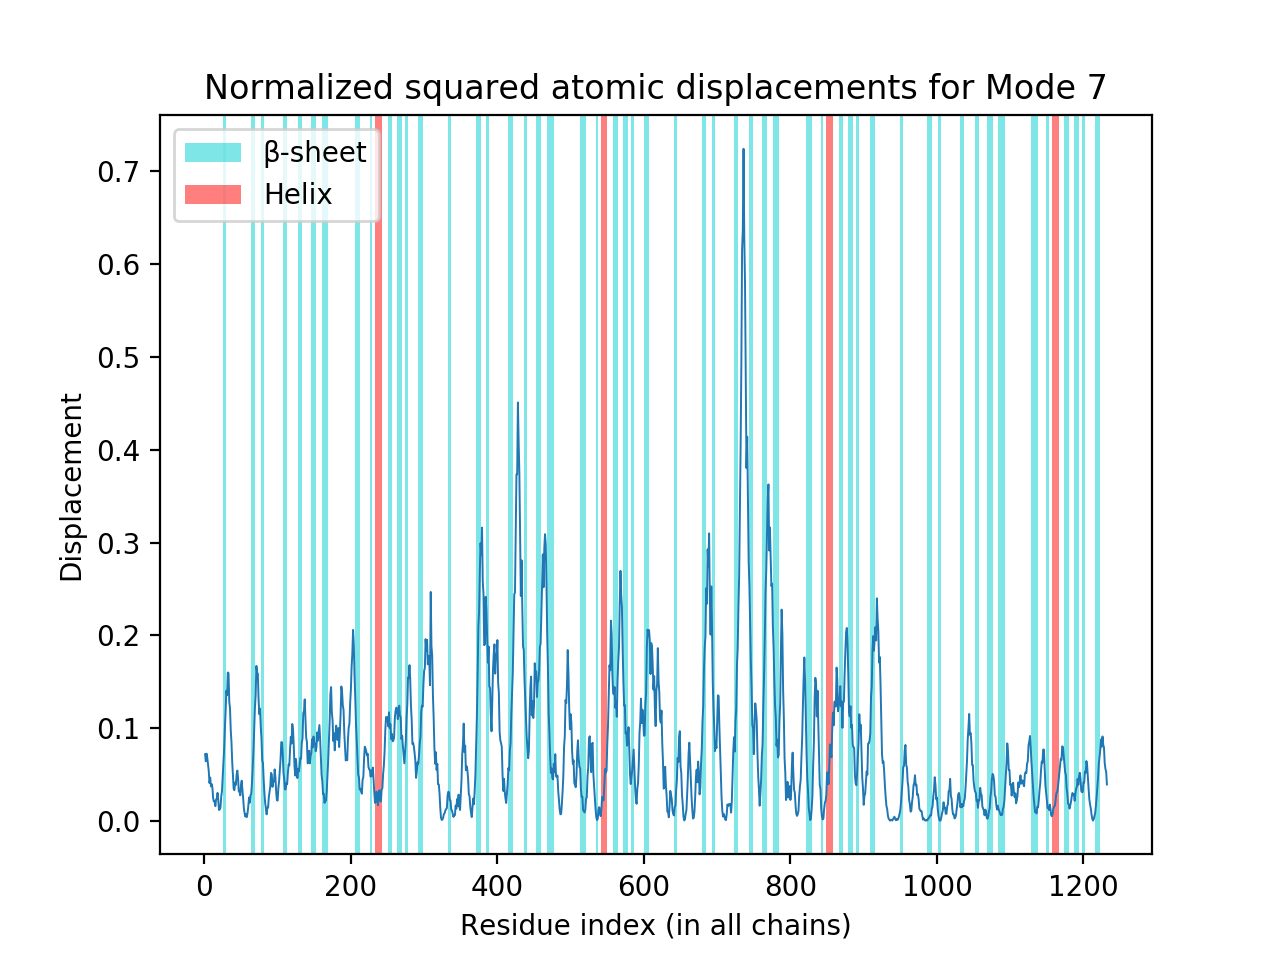 Normalized squared atomic displacements for Mode 7
β-sheet
Helix
0.7
0.6
0.5
0.4
0.3
0.2
0.1
0.0
Displacement
0 200 400 600 800 1000 1200
Residue index (in all chains)